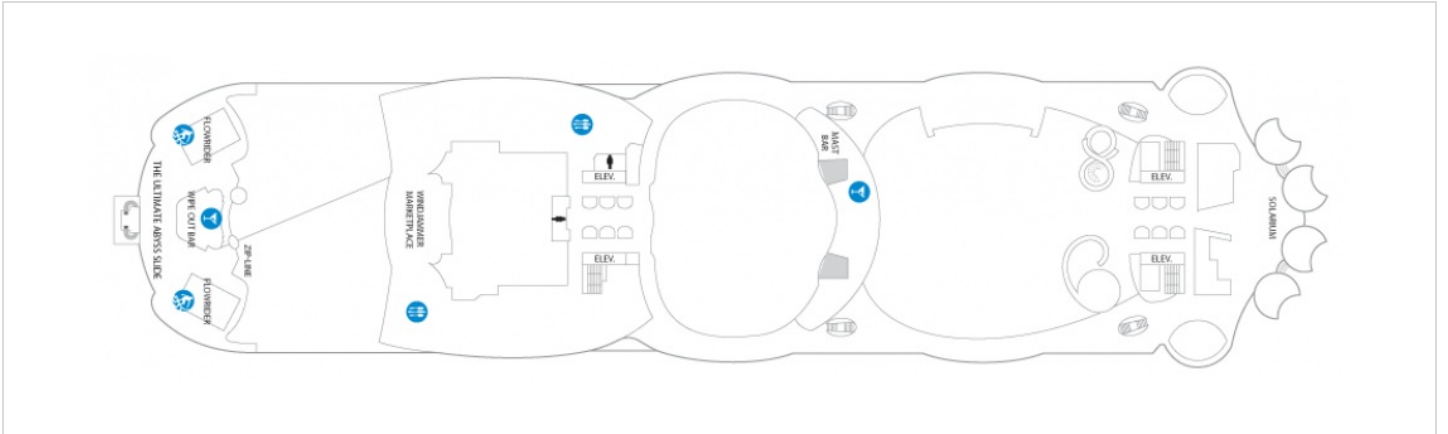 THE ULTIMATE ABYSS SLIDE
FLOWRIDER
WIPE OUT BAR
ZIP-LINE
FLOWRIDER
WINDJAMMER
MARKETPLACE
ELEV.
ELEV.
MAST
BAR
ELEV.
ELEV.
SOLARIUM